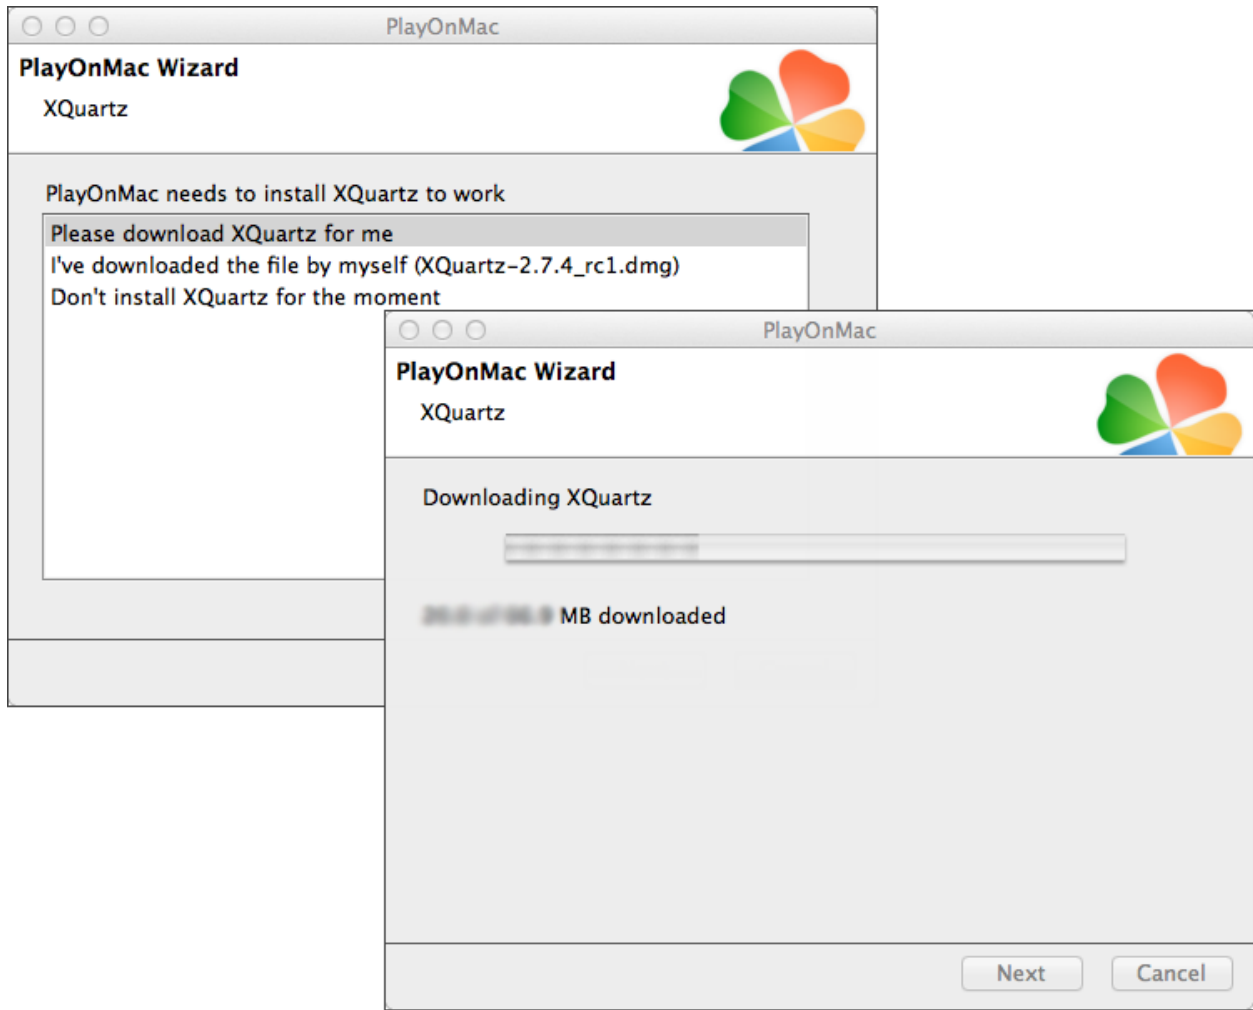 PlayOnMac
PlayOnMac Wizard
XQuartz
PlayOnMac needs to install XQuartz to work
Please download XQuartz for me
I've downloaded the file by myself (XQuartz-2.7.4_rc1.dmg)
Don't install XQuartz for the moment
PlayOnMac
PlayOnMac Wizard
XQuartz
Downloading XQuartz
MB downloaded
Next
Cancel